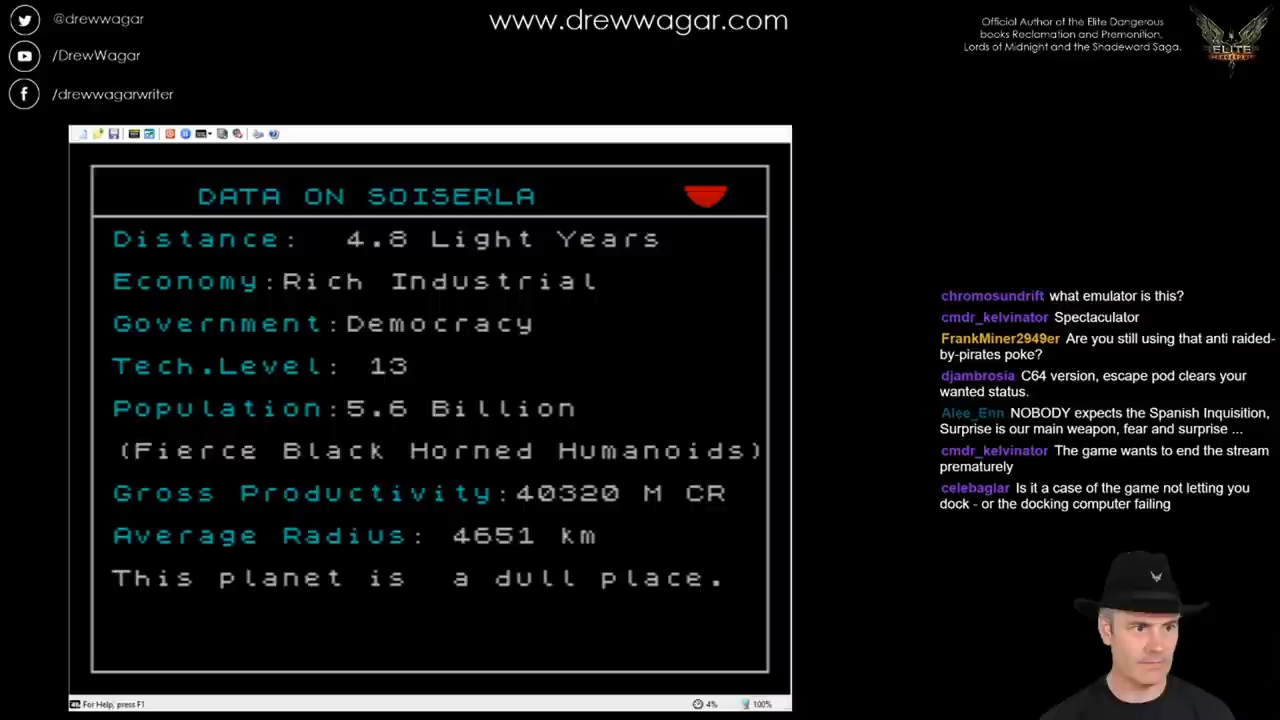 @drewwagar
/DrewWagar
/drewwagarwriter
www.drewwagar.com
Official Author of the Elite Dangerous
books Reclamation and Premonition,
Lords of Midnight and the Shadeward Saga.
ELITE
DATA ON SOISERLA
Distance: 4.8 Light Years
Economy:Rich Industrial
Government:Democracy
Tech.Level: 13
Population:5.6 Billion
(Fierce Black Horned Humanoids)
Gross Productivity:40320 M CR
Average Radius: 4651 km
This planet is a dull place.
For Help, press F1
4%
100%
chromosundrift what emulator is this?
cmdr_kelvinator Spectaculator
FrankMiner2949er Are you still using that anti raided-
by-pirates poke?
djambrosia C64 version, escape pod clears your
wanted status.
Alee_Enn NOBODY expects the Spanish Inquisition,
Surprise is our main weapon, fear and surprise ...
cmdr_kelvinator The game wants to end the stream
prematurely
celebaglar Is it a case of the game not letting you
dock - or the docking computer failing